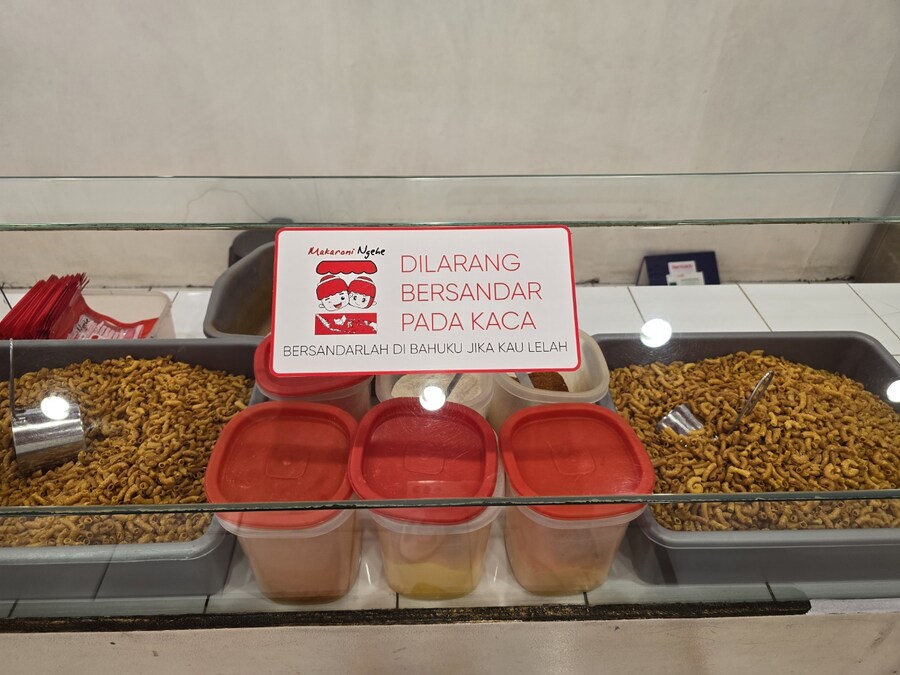 Makaroni Ngehe
DILARANG
BERSANDAR
PADA KACA
BERSANDARLAH DI BAHUKU JIKA KAU LELAH